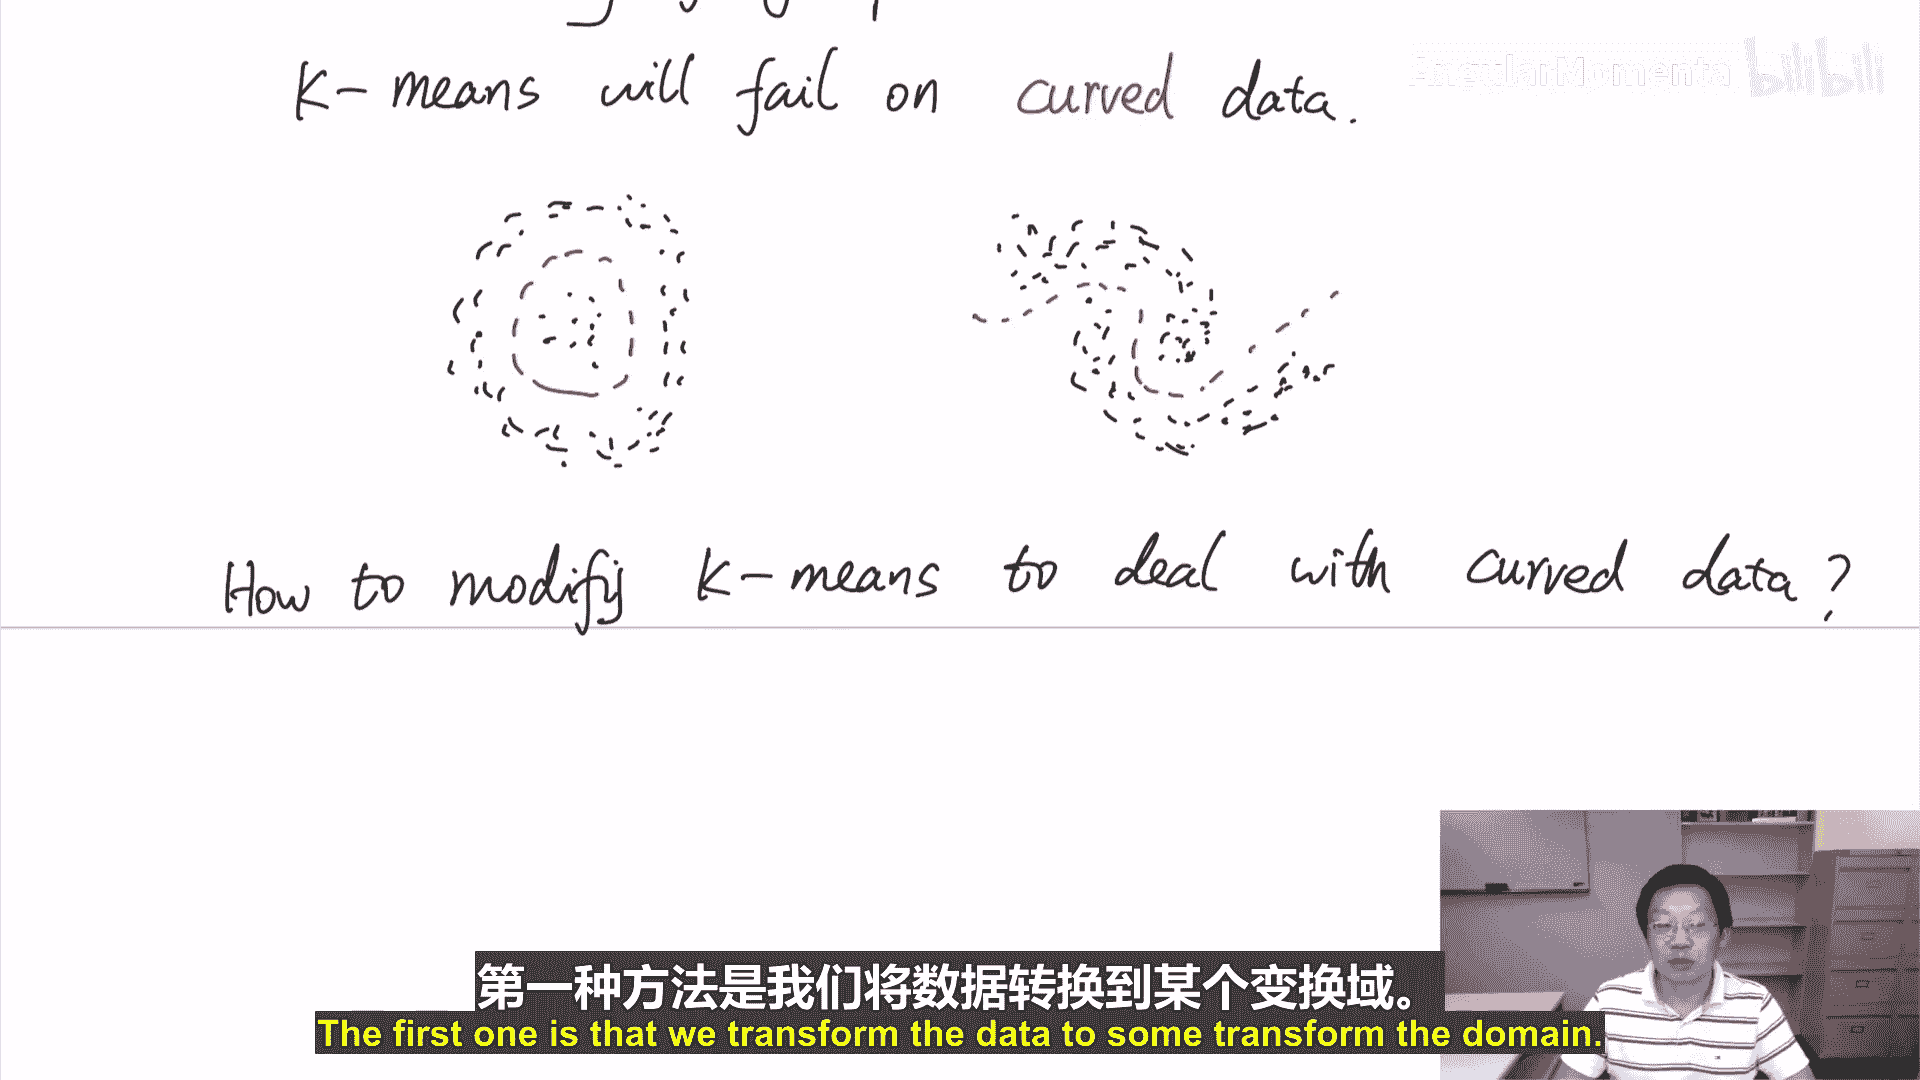 AngularMomenta bilibili
K-means will fail on curved data.
How to modify K-means to deal with curved data?
第一种方法是我们将数据转换到某个变换域。
The first one is that we transform the data to some transform the domain.